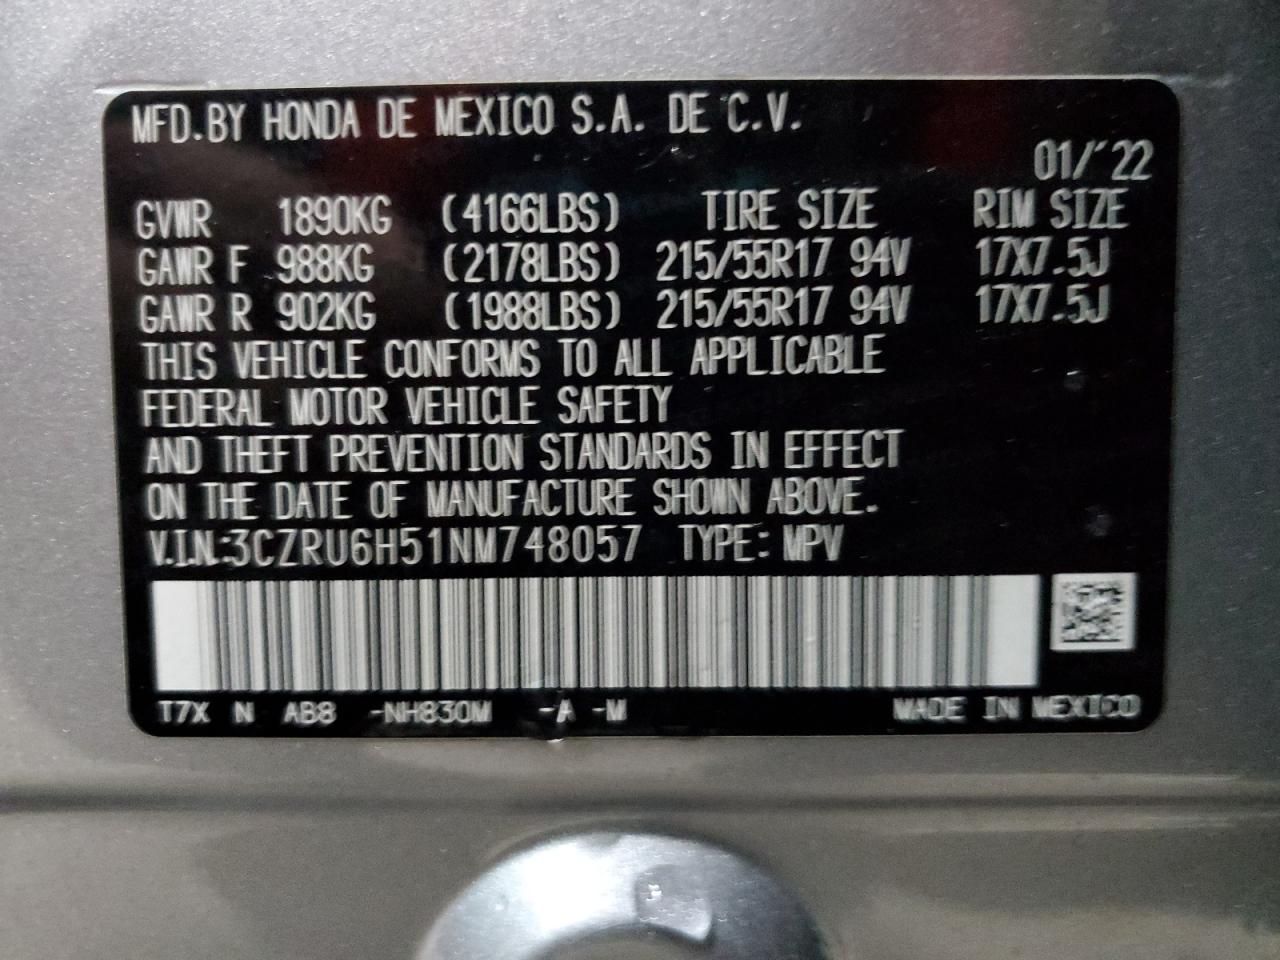 MFD.BY HONDA DE MEXICO S.A. DE C.V.
01/'22
GVWR 1890KG (4166LBS) TIRE SIZE RIM SIZE
GAWR F 988KG (2178LBS) 215/55R17 94V 17X7.5J
GAWR R 902KG (1988LBS) 215/55R17 94V 17X7.5J
THIS VEHICLE CONFORMS TO ALL APPLICABLE
FEDERAL MOTOR VEHICLE SAFETY
AND THEFT PREVENTION STANDARDS IN EFFECT
ON THE DATE OF MANUFACTURE SHOWN ABOVE.
V.I.N.:3CZRU6H51NM748057 TYPE: MPV
T7X N AB8 -NH830M -A -M MADE IN MEXICO